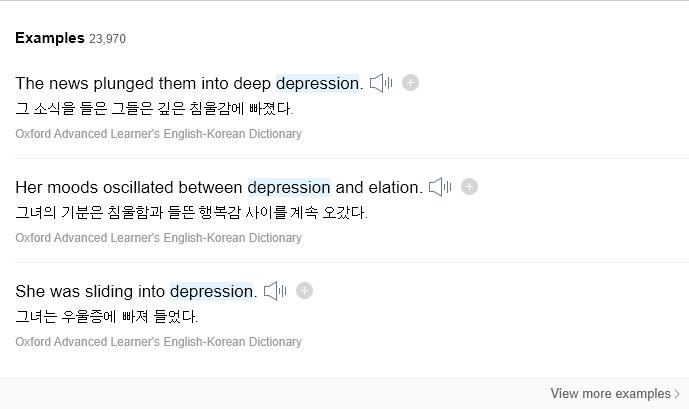 Examples 23,970
The news plunged them into deep depression.
그 소식을 들은 그들은 깊은 침울감에 빠졌다.
Oxford Advanced Learner's English-Korean Dictionary
Her moods oscillated between depression and elation.
그녀의 기분은 침울함과 들뜬 행복감 사이를 계속 오갔다.
Oxford Advanced Learner's English-Korean Dictionary
She was sliding into depression.
그녀는 우울증에 빠져 들었다.
Oxford Advanced Learner's English-Korean Dictionary
View more examples